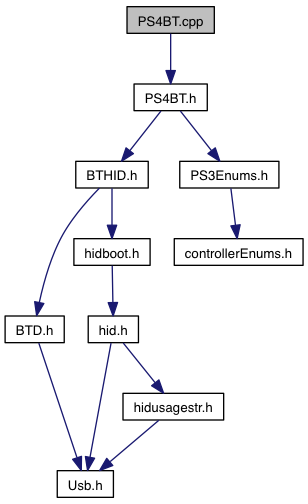 PS4BT.cpp
PS4BT.h
BTHID.h
PS3Enums.h
hidboot.h
controllerEnums.h
BTD.h
hid.h
hidusagestr.h
Usb.h